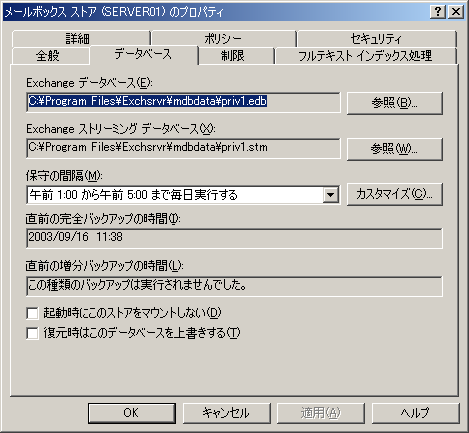 メールボックス ストア (SERVER01) のプロパティ
詳細 ポリシー セキュリティ
全般 データベース 制限 フルテキスト インデックス処理
Exchange データベース(E):
C:¥Program Files¥Exchsrvr¥mdbdata¥priv1.edb
参照(B)...
Exchange ストリーミング データベース(X):
C:¥Program Files¥Exchsrvr¥mdbdata¥priv1.stm
参照(W)...
保守の間隔(M):
午前 1:00 から午前 5:00 まで毎日実行する
カスタマイズ(C)...
直前の完全バックアップの時間(I):
2003/09/16 11:38
直前の増分バックアップの時間(L):
この種類のバックアップは実行されませんでした。
起動時にこのストアをマウントしない(D)
復元時はこのデータベースを上書きする(T)
OK キャンセル 適用(A) ヘルプ